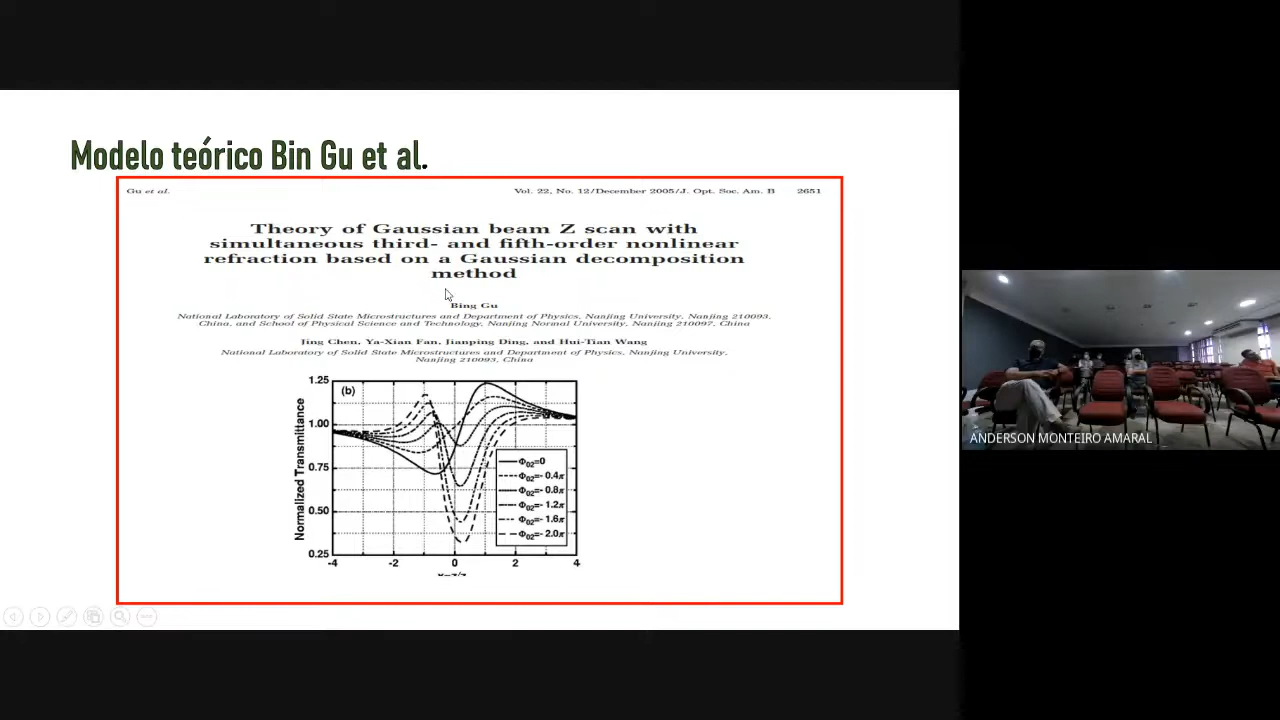 Modelo teórico Bin Gu et al.
Gu et al.
Vol. 22, No. 12/December 2005/J. Opt. Soc. Am. B 2651
Theory of Gaussian beam Z scan with
simultaneous third- and fifth-order nonlinear
refraction based on a Gaussian decomposition
method
Bing Gu
National Laboratory of Solid State Microstructures and Department of Physics, Nanjing University, Nanjing 210093,
China, and School of Physical Science and Technology, Nanjing Normal University, Nanjing 210097, China
Jing Chen, Ya-Xian Fan, Jianping Ding, and Hui-Tian Wang
National Laboratory of Solid State Microstructures and Department of Physics, Nanjing University,
Nanjing 210093, China
(b)
Normalized Transmittance
1.25
1.00
0.75
0.50
0.25
-4 -2 0 2 4
Φ02=0
Φ02=- 0.4π
Φ02=- 0.8π
Φ02=- 1.2π
Φ02=- 1.6π
Φ02=- 2.0π
ANDERSON MONTEIRO AMARAL